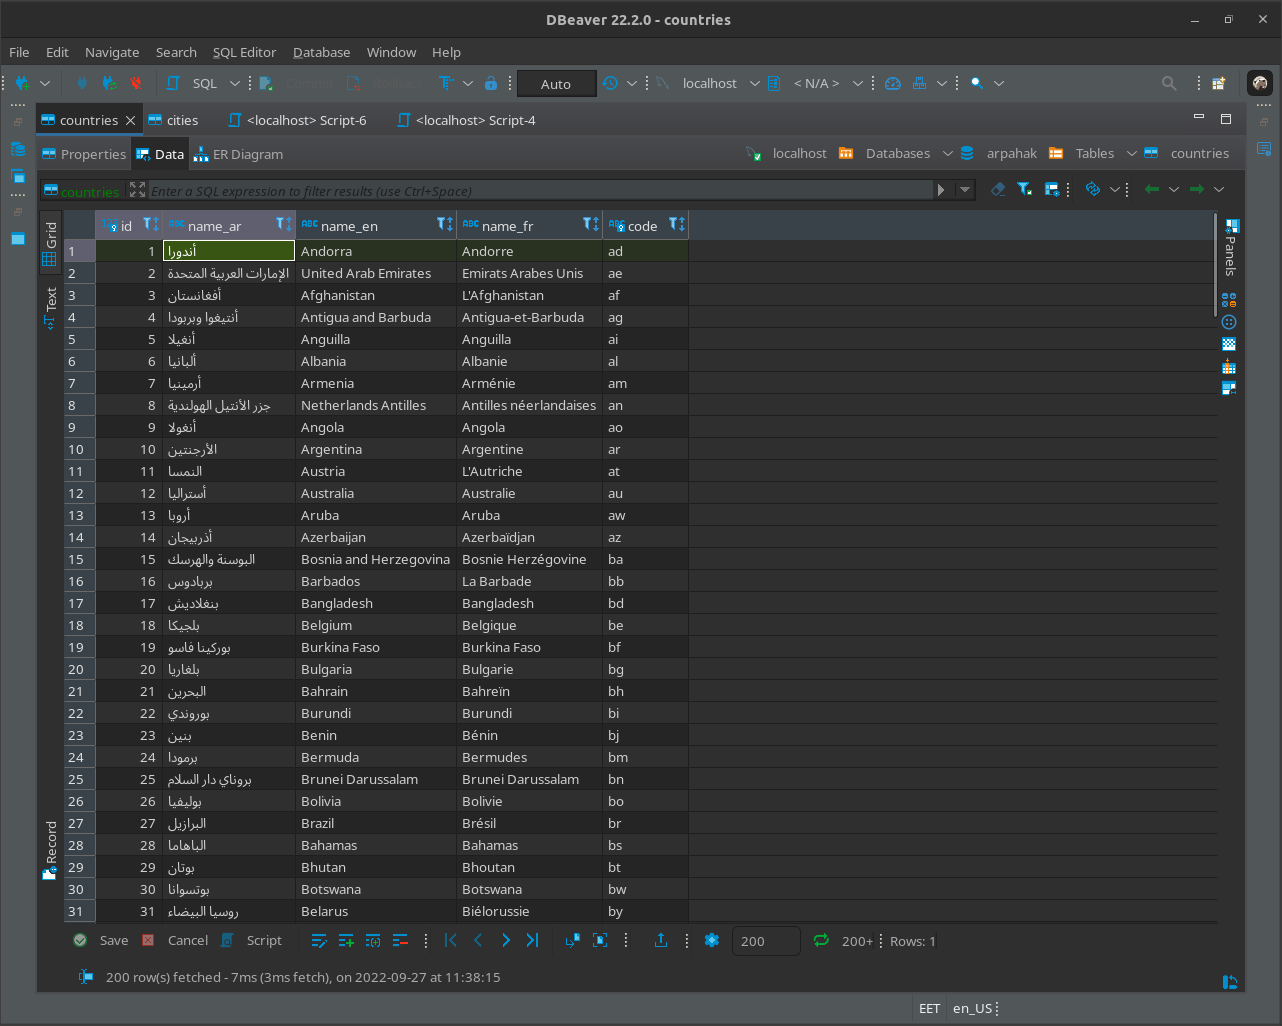 DBeaver 22.2.0 - countries
File Edit Navigate Search SQL Editor Database Window Help
SQL Auto localhost < N/A >
countries cities <localhost> Script-6 <localhost> Script-4
Properties Data ER Diagram localhost Databases arpahak Tables countries
countries Enter a SQL expression to filter results (use Ctrl+Space)
Grid
Text
Record
Panels
id name_ar name_en name_fr code
1 1 أندورا Andorra Andorre ad
2 2 الإمارات العربية المتحدة United Arab Emirates Emirats Arabes Unis ae
3 3 أفغانستان Afghanistan L'Afghanistan af
4 4 أنتيغوا وبربودا Antigua and Barbuda Antigua-et-Barbuda ag
5 5 أنغيلا Anguilla Anguilla ai
6 6 ألبانيا Albania Albanie al
7 7 أرمينيا Armenia Arménie am
8 8 جزر الأنتيل الهولندية Netherlands Antilles Antilles néerlandaises an
9 9 أنغولا Angola Angola ao
10 10 الأرجنتين Argentina Argentine ar
11 11 النمسا Austria L'Autriche at
12 12 أستراليا Australia Australie au
13 13 أروبا Aruba Aruba aw
14 14 أذربيجان Azerbaijan Azerbaïdjan az
15 15 البوسنة والهرسك Bosnia and Herzegovina Bosnie Herzégovine ba
16 16 بربادوس Barbados La Barbade bb
17 17 بنغلاديش Bangladesh Bangladesh bd
18 18 بلجيكا Belgium Belgique be
19 19 بوركينا فاسو Burkina Faso Burkina Faso bf
20 20 بلغاريا Bulgaria Bulgarie bg
21 21 البحرين Bahrain Bahreïn bh
22 22 بوروندي Burundi Burundi bi
23 23 بنين Benin Bénin bj
24 24 برمودا Bermuda Bermudes bm
25 25 بروناي دار السلام Brunei Darussalam Brunei Darussalam bn
26 26 بوليفيا Bolivia Bolivie bo
27 27 البرازيل Brazil Brésil br
28 28 الباهاما Bahamas Bahamas bs
29 29 بوتان Bhutan Bhoutan bt
30 30 بوتسوانا Botswana Botswana bw
31 31 روسيا البيضاء Belarus Biélorussie by
Save Cancel Script 200 200+ Rows: 1
200 row(s) fetched - 7ms (3ms fetch), on 2022-09-27 at 11:38:15
EET en_US